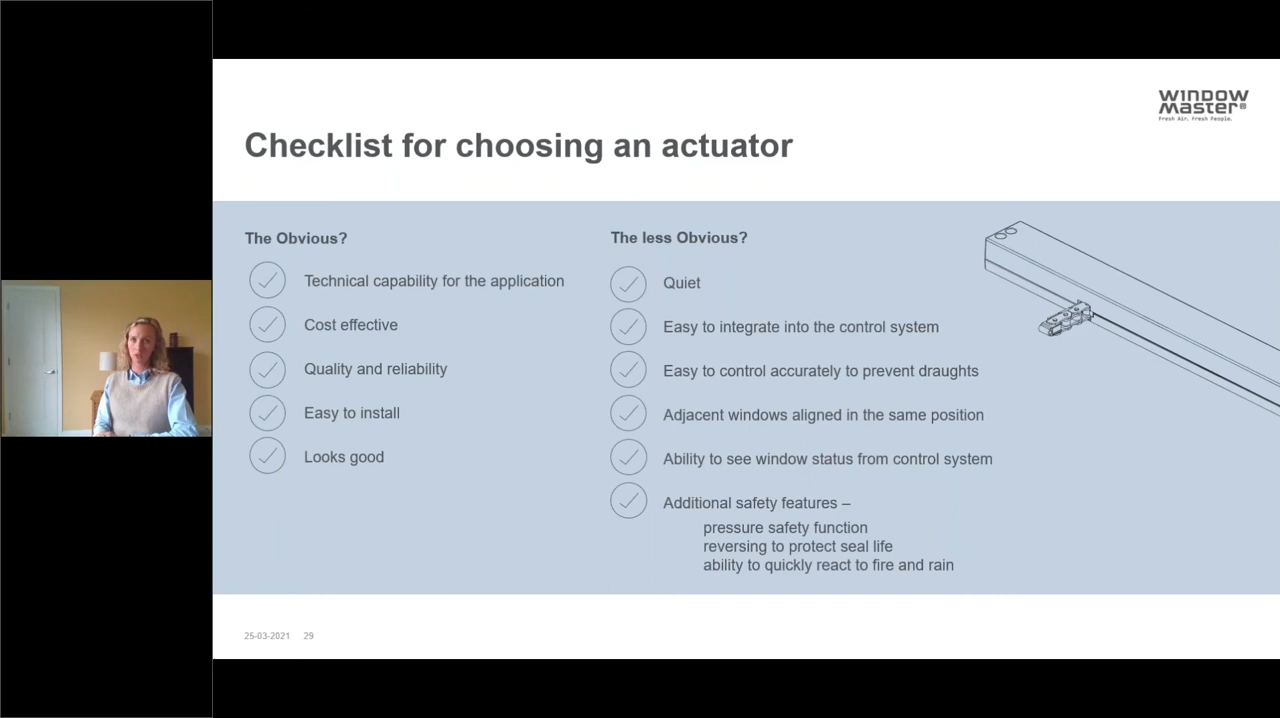 WINDOW
Master®
Fresh Air. Fresh People.
Checklist for choosing an actuator
The Obvious?
Technical capability for the application
Cost effective
Quality and reliability
Easy to install
Looks good
The less Obvious?
Quiet
Easy to integrate into the control system
Easy to control accurately to prevent draughts
Adjacent windows aligned in the same position
Ability to see window status from control system
Additional safety features –
pressure safety function
reversing to protect seal life
ability to quickly react to fire and rain
25-03-2021 29